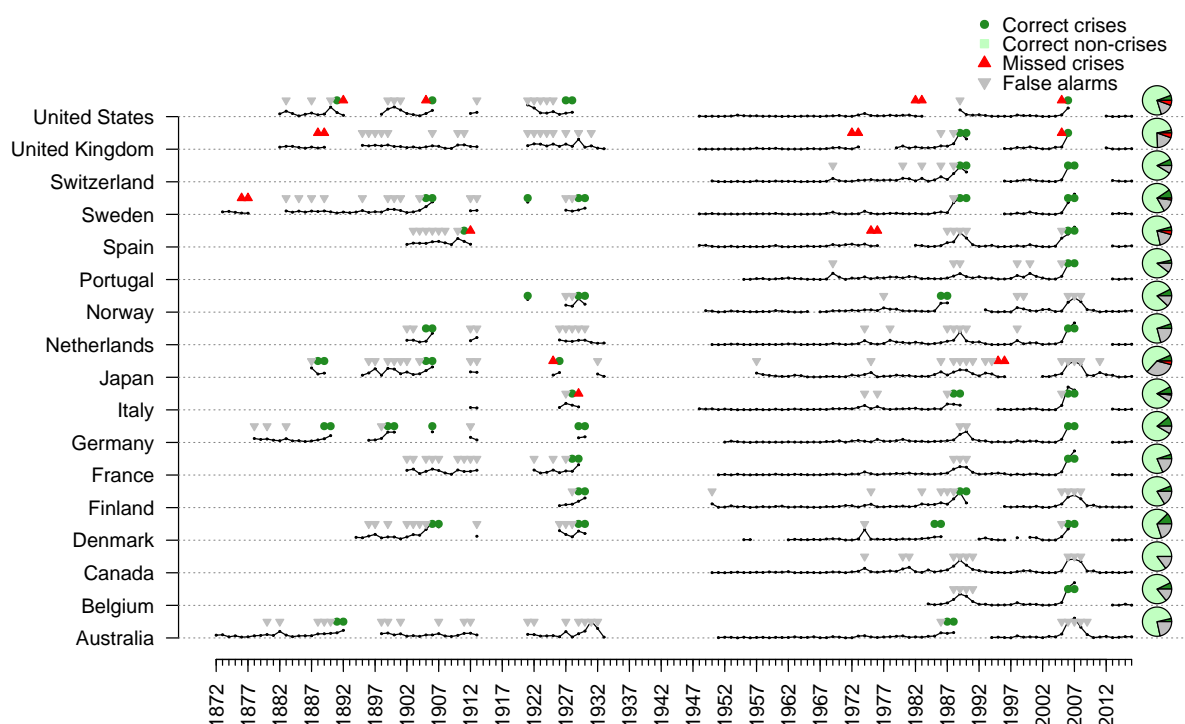 Correct crises
Correct non-crises
Missed crises
False alarms
United States
United Kingdom
Switzerland
Sweden
Spain
Portugal
Norway
Netherlands
Japan
Italy
Germany
France
Finland
Denmark
Canada
Belgium
Australia
1872 1877 1882 1887 1892 1897 1902 1907 1912 1917 1922 1927 1932 1937 1942 1947 1952 1957 1962 1967 1972 1977 1982 1987 1992 1997 2002 2007 2012